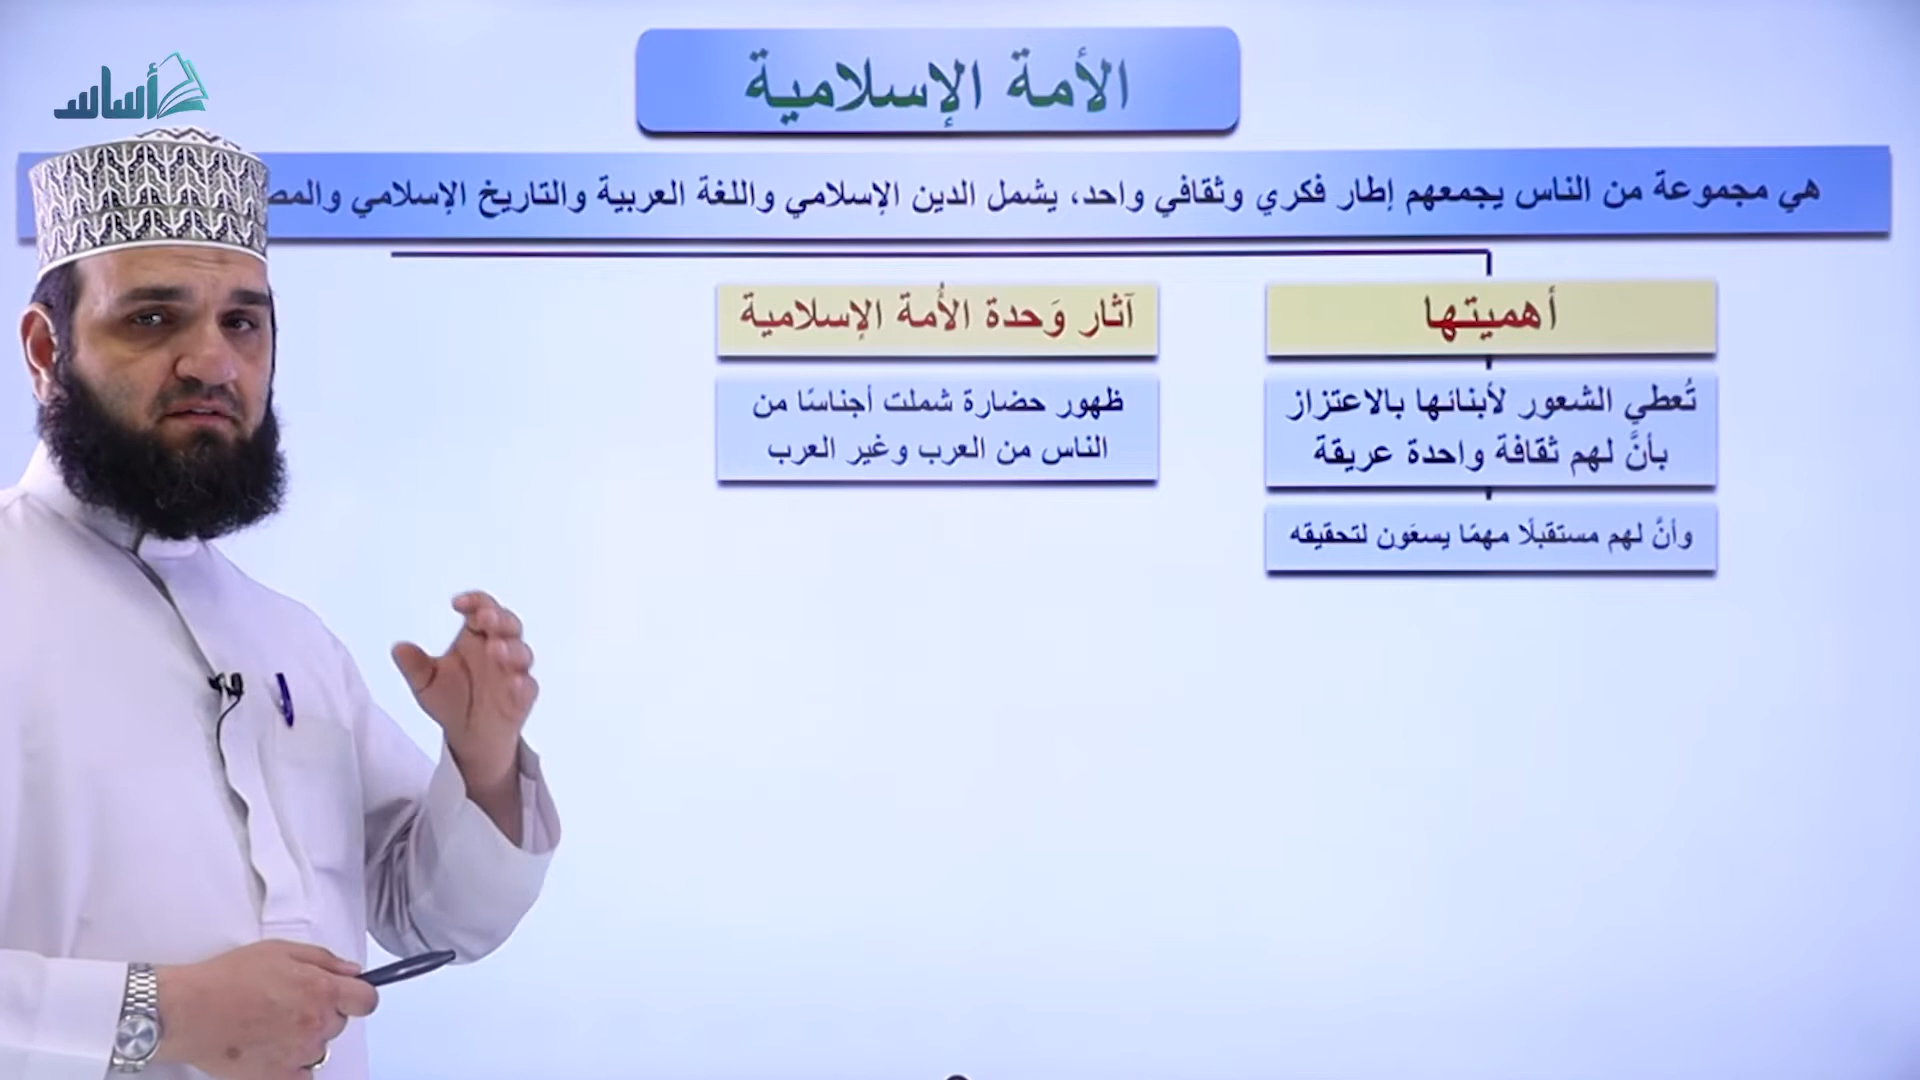 أساس
الأمة الإسلامية
هي مجموعة من الناس يجمعهم إطار فكري وثقافي واحد، يشمل الدين الإسلامي واللغة العربية والتاريخ الإسلامي
أهميتها
تُعطي الشعور لأبنائها بالاعتزاز
بأنَّ لهم ثقافة واحدة عريقة
وأنَّ لهم مستقبلًا مهمًا يسعَون لتحقيقه
آثار وَحدة الأُمة الإسلامية
ظهور حضارة شملت أجناسًا من
الناس من العرب وغير العرب